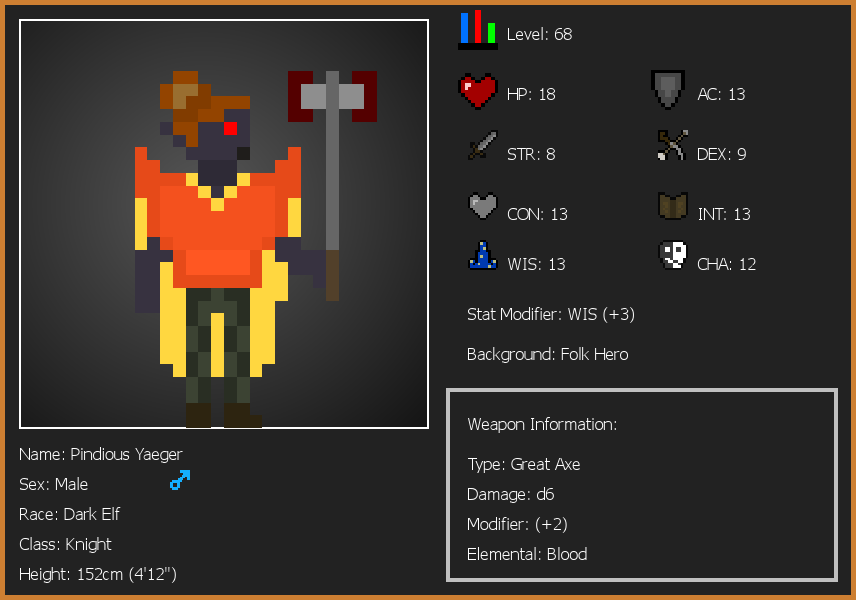 Level: 68
HP: 18
AC: 13
STR: 8
DEX: 9
CON: 13
INT: 13
WIS: 13
CHA: 12
Stat Modifier: WIS (+3)
Background: Folk Hero
Weapon Information:
Type: Great Axe
Damage: d6
Modifier: (+2)
Elemental: Blood
Name: Pindious Yaeger
Sex: Male
Race: Dark Elf
Class: Knight
Height: 152cm (4'12")